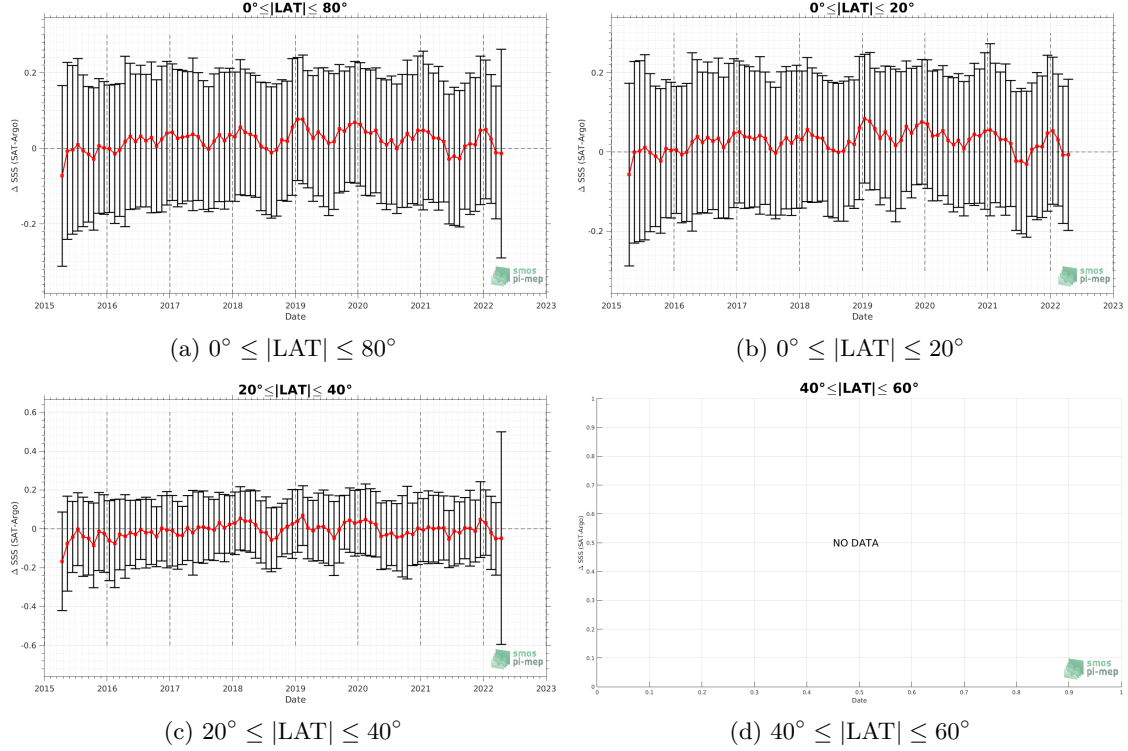 0°≤|LAT|≤ 80°
Δ SSS (SAT-Argo)
0.2
0
-0.2
2015 2016 2017 2018 2019 2020 2021 2022 2023
Date
smos
pi-mep
(a) 0° ≤ |LAT| ≤ 80°
0°≤|LAT|≤ 20°
Δ SSS (SAT-Argo)
0.2
0
-0.2
2015 2016 2017 2018 2019 2020 2021 2022 2023
Date
smos
pi-mep
(b) 0° ≤ |LAT| ≤ 20°
20°≤|LAT|≤ 40°
Δ SSS (SAT-Argo)
0.6
0.4
0.2
0
-0.2
-0.4
-0.6
2015 2016 2017 2018 2019 2020 2021 2022 2023
Date
smos
pi-mep
(c) 20° ≤ |LAT| ≤ 40°
40°≤|LAT|≤ 60°
Δ SSS (SAT-Argo)
1
0.9
0.8
0.7
0.6
0.5
0.4
0.3
0.2
0.1
0
NO DATA
0 0.1 0.2 0.3 0.4 0.5 0.6 0.7 0.8 0.9 1
Date
smos
pi-mep
(d) 40° ≤ |LAT| ≤ 60°